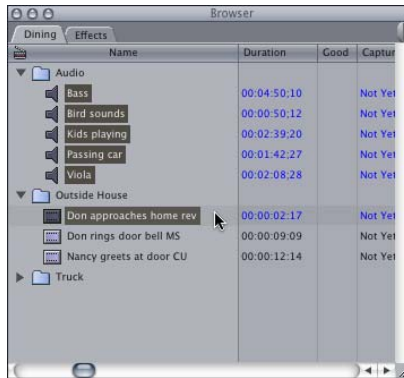 Browser
Dining Effects
Name Duration Good Captur
Audio
Bass 00:04:50;10 Not Yet
Bird sounds 00:00:50;12 Not Yet
Kids playing 00:02:39;20 Not Yet
Passing car 00:01:42;27 Not Yet
Viola 00:02:08;28 Not Yet
Outside House
Don approaches home rev 00:00:02:17 Not Yet
Don rings door bell MS 00:00:09:09 Not Yet
Nancy greets at door CU 00:00:12:14 Not Yet
Truck